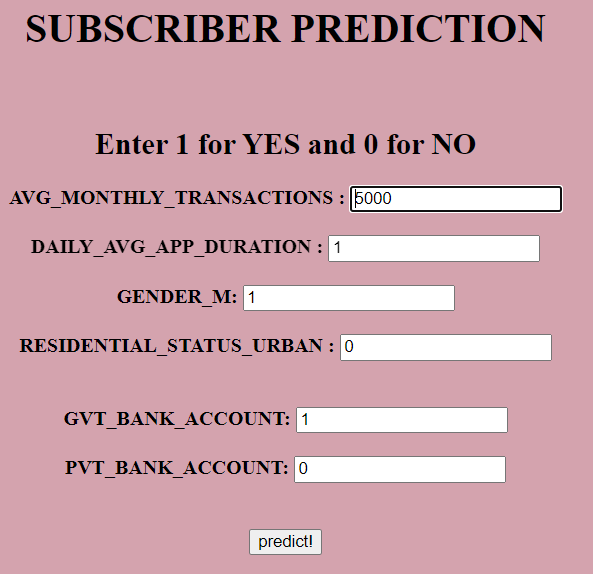 SUBSCRIBER PREDICTION
Enter 1 for YES and 0 for NO
AVG_MONTHLY_TRANSACTIONS : 5000
DAILY_AVG_APP_DURATION : 1
GENDER_M: 1
RESIDENTIAL_STATUS_URBAN : 0
GVT_BANK_ACCOUNT: 1
PVT_BANK_ACCOUNT: 0
predict!